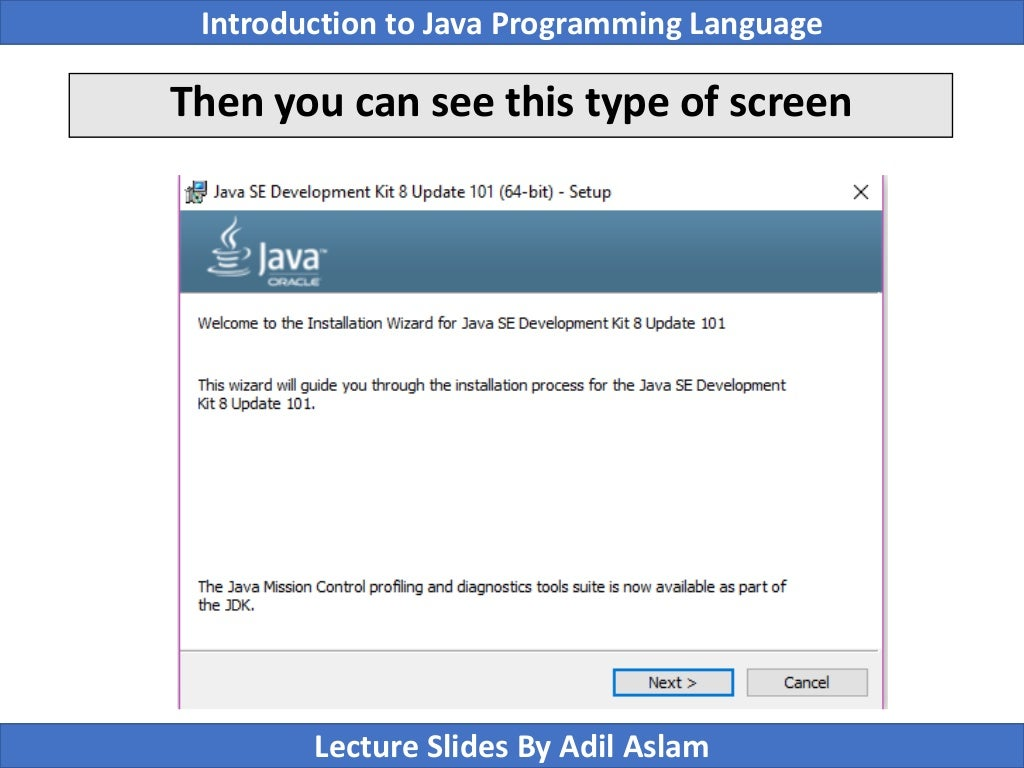 Introduction to Java Programming Language
Then you can see this type of screen
Java SE Development Kit 8 Update 101 (64-bit) - Setup
Java™
ORACLE
Welcome to the Installation Wizard for Java SE Development Kit 8 Update 101
This wizard will guide you through the installation process for the Java SE Development
Kit 8 Update 101.
The Java Mission Control profiling and diagnostics tools suite is now available as part of
the JDK.
Next >
Cancel
Lecture Slides By Adil Aslam